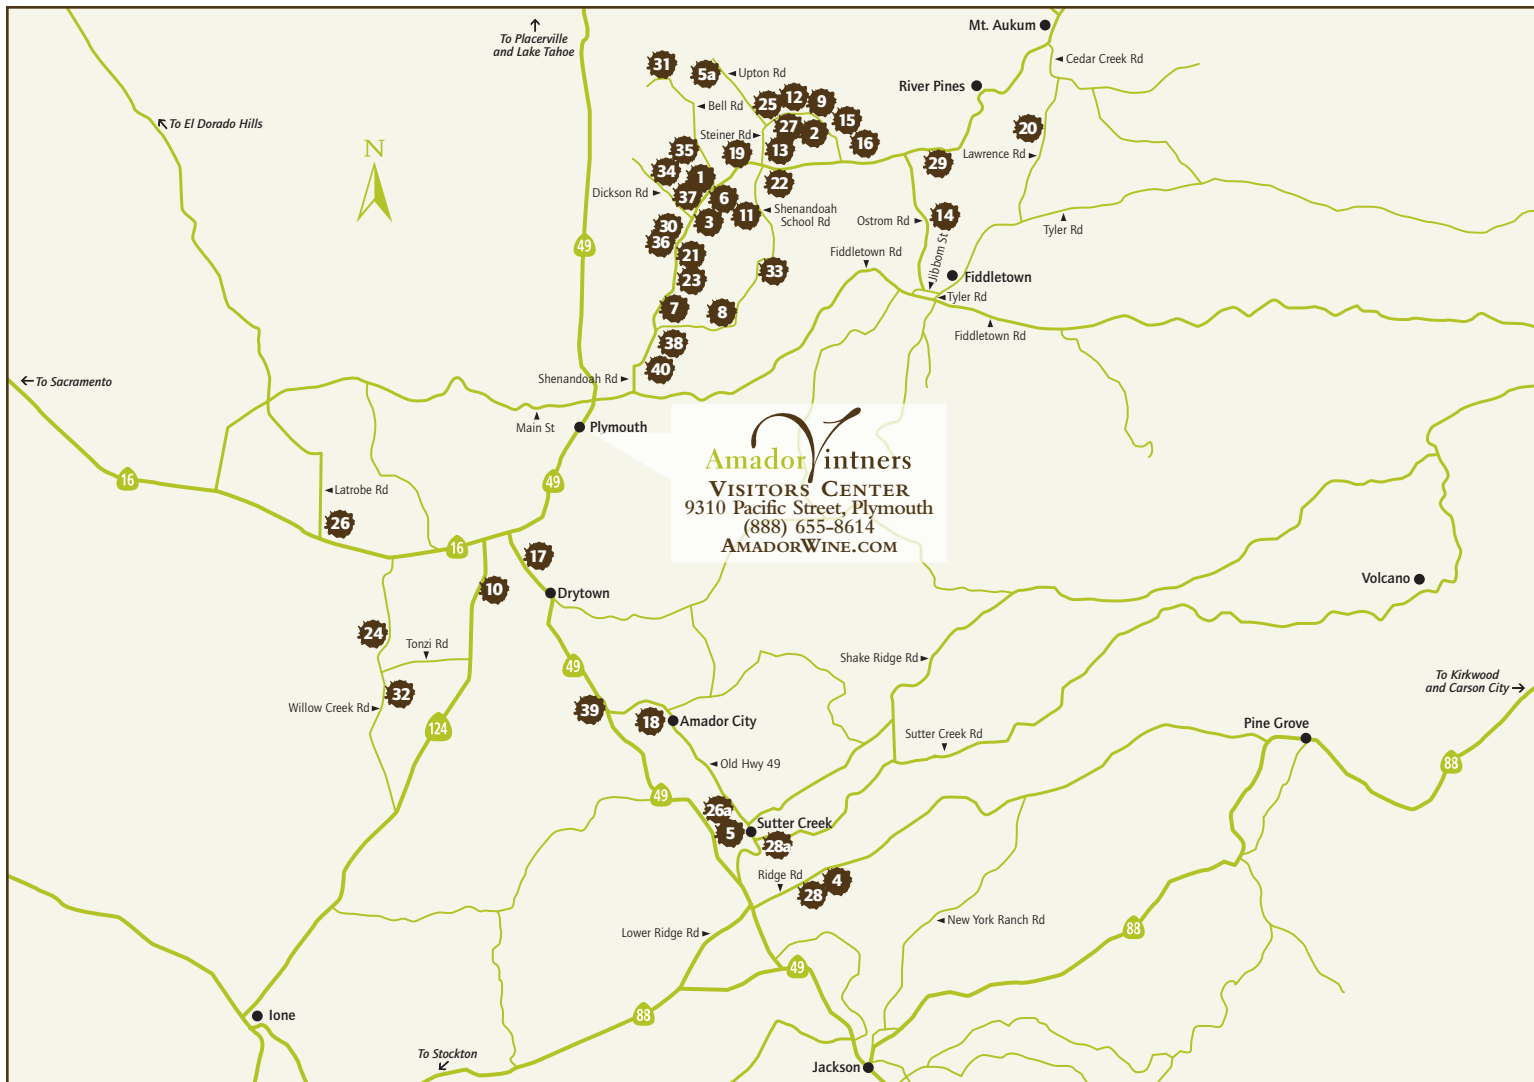 To Placerville
and Lake Tahoe
Mt. Aukum
Cedar Creek Rd
31
5a
Upton Rd
River Pines
Bell Rd
25
12
9
To El Dorado Hills
15
20
27
2
Steiner Rd
16
N
35
19
13
Lawrence Rd
29
34
1
22
Dickson Rd
37
6
11
Shenandoah
School Rd
3
14
Ostrom Rd
Tyler Rd
30
36
49
21
Fiddletown Rd
Jibbom St
33
Fiddletown
23
Tyler Rd
7
8
Fiddletown Rd
38
40
Shenandoah Rd
To Sacramento
Main St
Plymouth
Amador Vintners
Visitors Center
9310 Pacific Street, Plymouth
(888) 655-8614
AmadorWine.com
16
49
Latrobe Rd
26
16
17
Volcano
10
Drytown
24
Tonzi Rd
49
Shake Ridge Rd
To Kirkwood
and Carson City
32
Willow Creek Rd
39
18
Amador City
124
Pine Grove
Sutter Creek Rd
Old Hwy 49
88
49
26a
5
Sutter Creek
28a
Ridge Rd
4
28
New York Ranch Rd
88
Lower Ridge Rd
49
88
Ione
To Stockton
Jackson